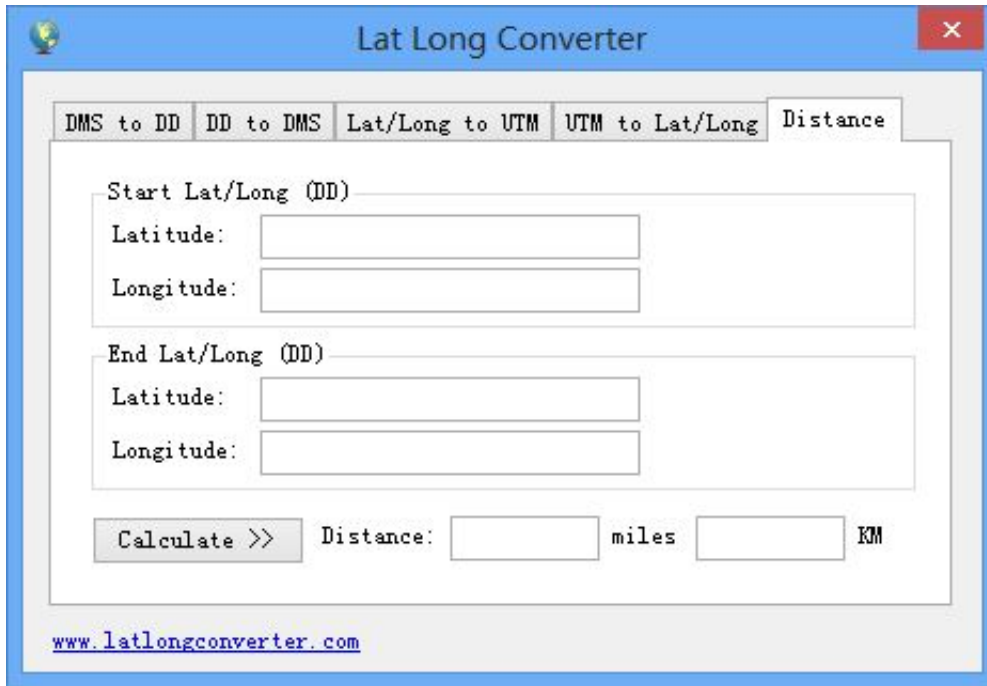 Lat Long Converter
DMS to DD DD to DMS Lat/Long to UTM UTM to Lat/Long Distance
Start Lat/Long (DD)
Latitude:
Longitude:
End Lat/Long (DD)
Latitude:
Longitude:
Calculate >> Distance: miles KM
www.latlongconverter.com